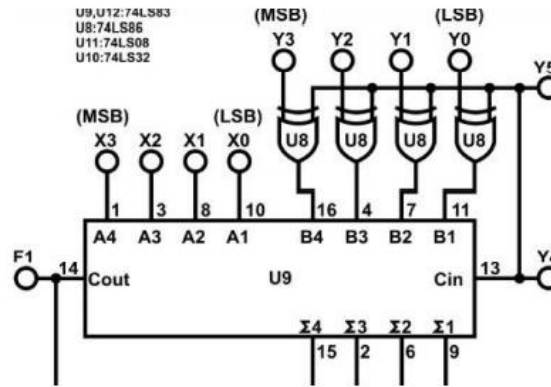 U9,U12:74LS83
U8:74LS86
U11:74LS08
U10:74LS32
(MSB) (LSB)
Y3 Y2 Y1 Y0
Y5
(MSB) (LSB)
X3 X2 X1 X0
U8 U8 U8 U8
1 3 8 10 16 4 7 11
A4 A3 A2 A1 B4 B3 B2 B1
F1
14 Cout U9 Cin 13
Y4
Σ4 Σ3 Σ2 Σ1
15 2 6 9